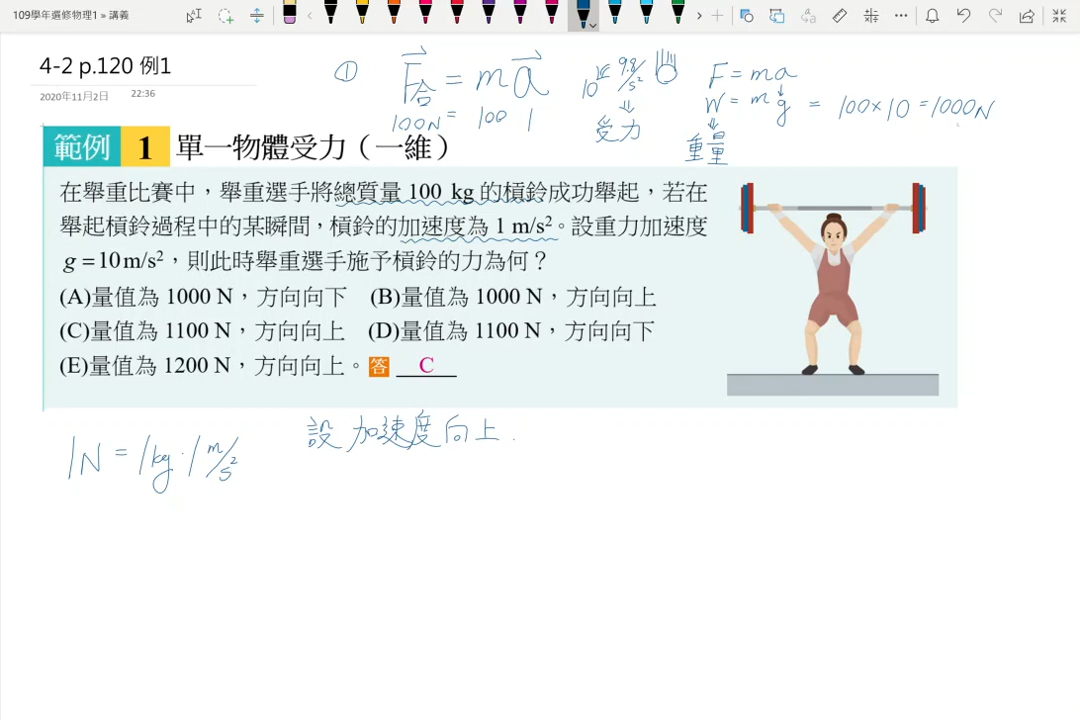 109學年選修物理1 » 講義
4-2 p.120 例1
2020年11月2日 22:36
① F合 = ma
100N = 100 1
10 9.8 m/s²
受力
F = ma
W = mg = 100×10 = 1000N
重量
範例 1 單一物體受力（一維）
在舉重比賽中，舉重選手將總質量 100 kg 的槓鈴成功舉起，若在
舉起槓鈴過程中的某瞬間，槓鈴的加速度為 1 m/s²。設重力加速度
g =10 m/s²，則此時舉重選手施予槓鈴的力為何？
(A)量值為 1000 N，方向向下 (B)量值為 1000 N，方向向上
(C)量值為 1100 N，方向向上 (D)量值為 1100 N，方向向下
(E)量值為 1200 N，方向向上。答 C
設 加速度向上.
1N = 1kg · 1 m/s²